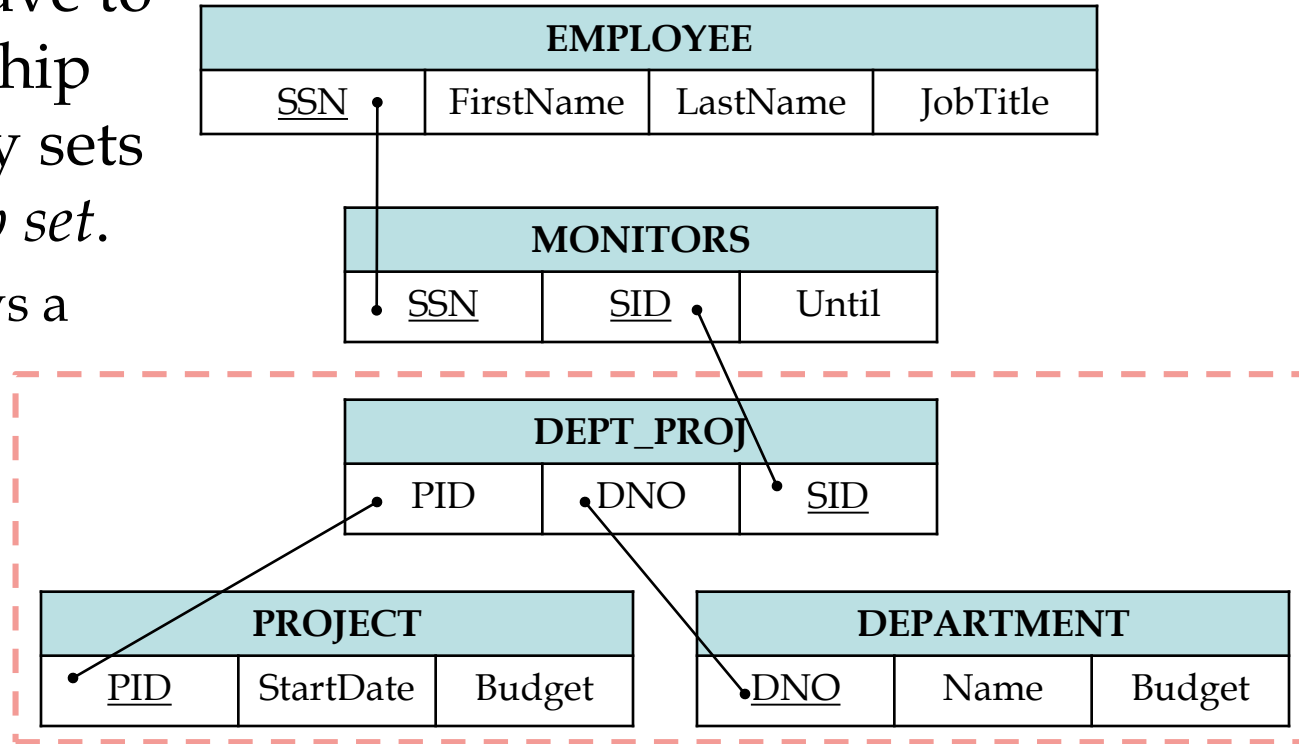 ave to
hip
y sets
p set.
ys a
EMPLOYEE
SSN FirstName LastName JobTitle
MONITORS
SSN SID Until
DEPT_PROJ
PID DNO SID
PROJECT
PID StartDate Budget
DEPARTMENT
DNO Name Budget